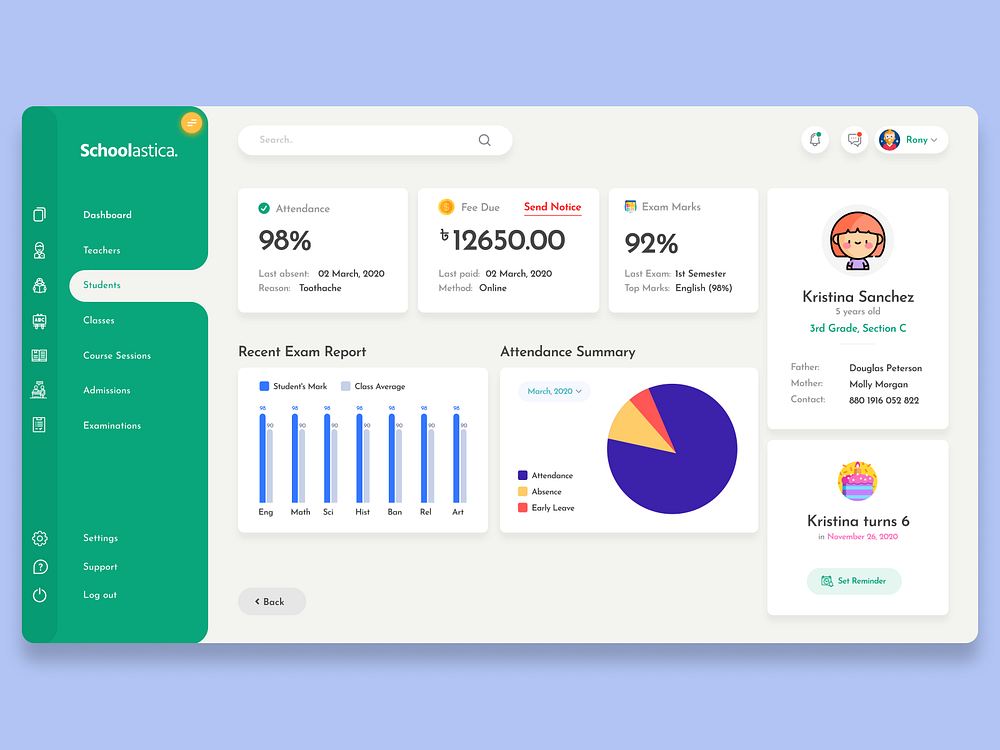 Schoolastica.
Dashboard
Teachers
Students
Classes
ABC
Course Sessions
Admissions
Examinations
Settings
Support
Log out
Search..
Rony
Attendance
98%
Last absent: 02 March, 2020
Reason: Toothache
Fee Due Send Notice
৳12650.00
Last paid: 02 March, 2020
Method: Online
Exam Marks
92%
Last Exam: 1st Semester
Top Marks: English (98%)
Recent Exam Report
Student's Mark Class Average
98 90 98 90 98 90 98 90 98 90 98 90 98 90
Eng Math Sci Hist Ban Rel Art
Attendance Summary
March, 2020
Attendance
Absence
Early Leave
Back
Kristina Sanchez
5 years old
3rd Grade, Section C
Father: Douglas Peterson
Mother: Molly Morgan
Contact: 880 1916 052 822
Kristina turns 6
in November 26, 2020
Set Reminder